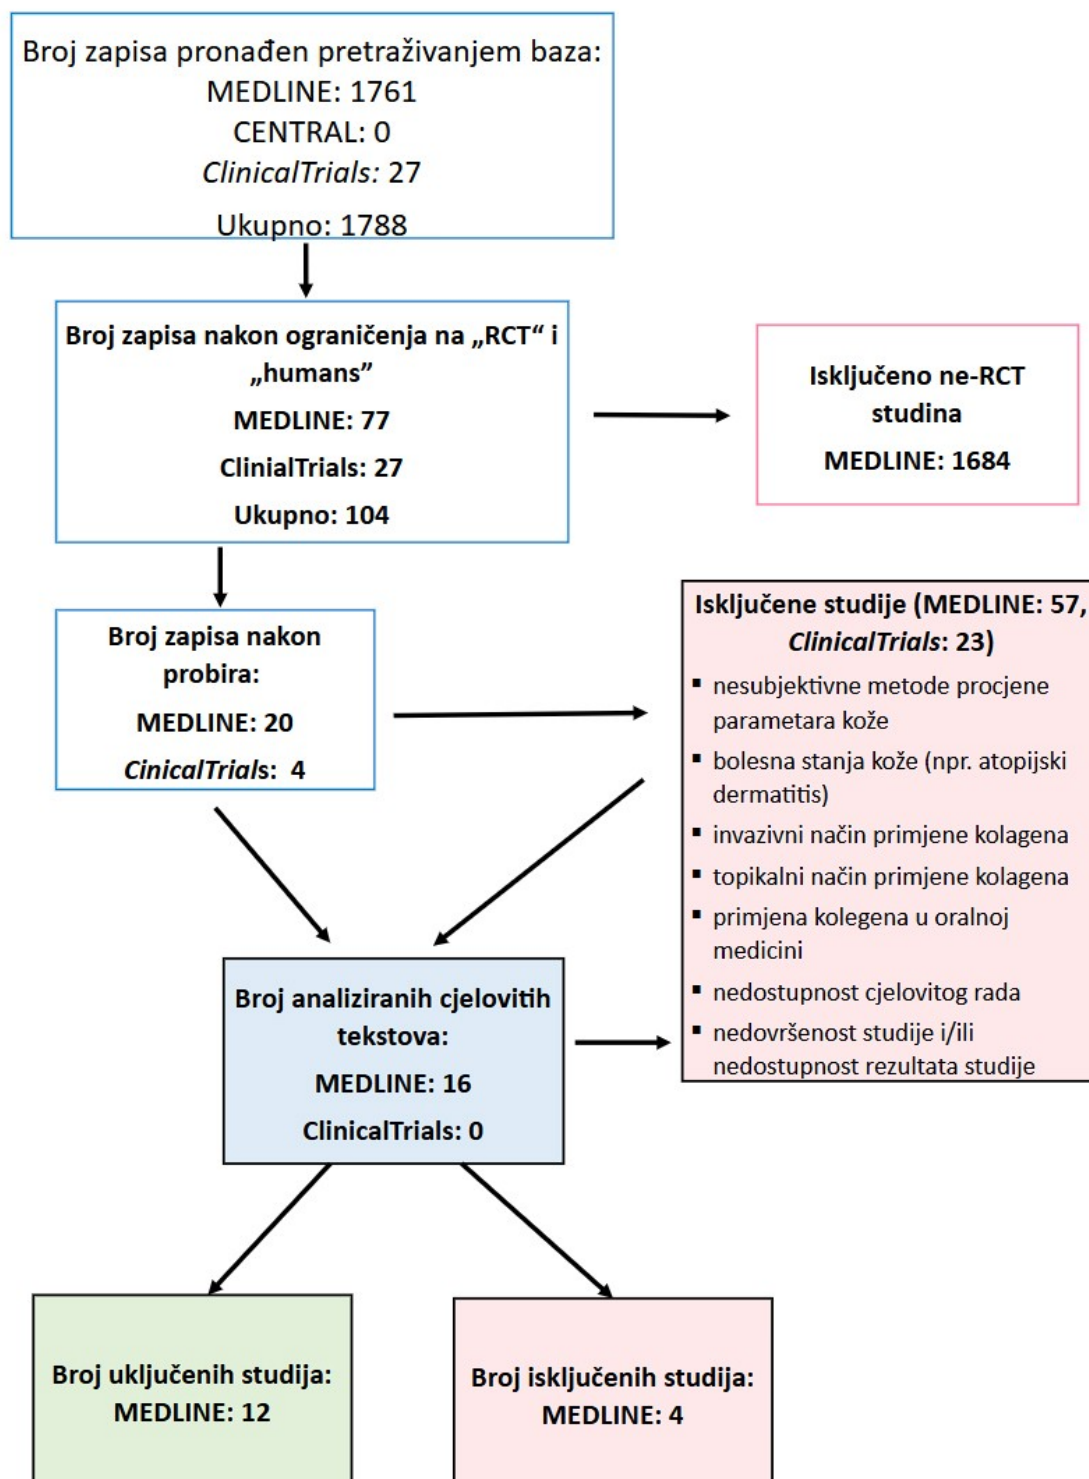 Broj zapisa pronađen pretraživanjem baza:
MEDLINE: 1761
CENTRAL: 0
ClinicalTrials: 27
Ukupno: 1788
Broj zapisa nakon ograničenja na „RCT“ i
„humans”
MEDLINE: 77
ClinialTrials: 27
Ukupno: 104
Isključeno ne-RCT
studina
MEDLINE: 1684
Broj zapisa nakon
probira:
MEDLINE: 20
CinicalTrials: 4
Isključene studije (MEDLINE: 57,
ClinicalTrials: 23)
▪ nesubjektivne metode procjene
parametara kože
▪ bolesna stanja kože (npr. atopijski
dermatitis)
▪ invazivni način primjene kolagena
▪ topikalni način primjene kolagena
▪ primjena kolegena u oralnoj
medicini
▪ nedostupnost cjelovitog rada
▪ nedovršenost studije i/ili
nedostupnost rezultata studije
Broj analiziranih cjelovitih
tekstova:
MEDLINE: 16
ClinicalTrials: 0
Broj uključenih studija:
MEDLINE: 12
Broj isključenih studija:
MEDLINE: 4